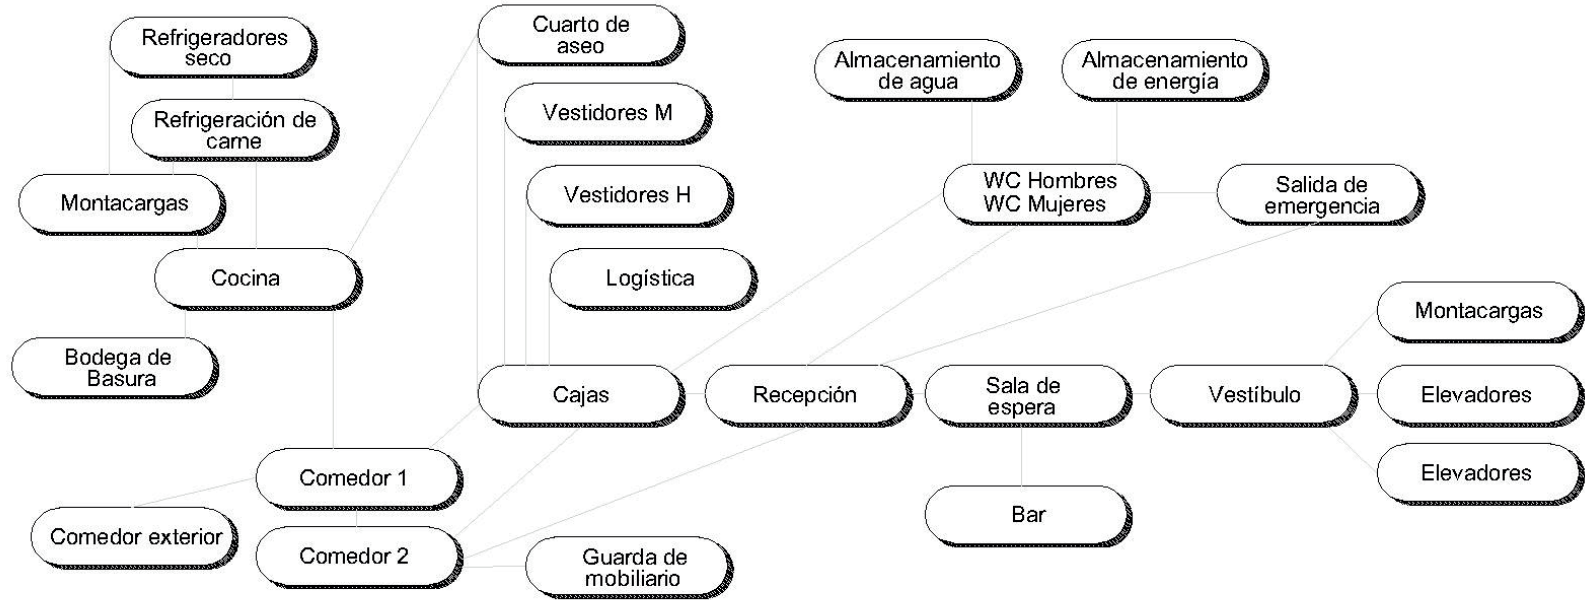 Refrigeradores
seco
Refrigeración de
carne
Montacargas
Cocina
Bodega de
Basura
Cuarto de
aseo
Vestidores M
Vestidores H
Logística
Cajas
Comedor 1
Comedor exterior
Comedor 2
Guarda de
mobiliario
Almacenamiento
de agua
Almacenamiento
de energía
WC Hombres
WC Mujeres
Salida de
emergencia
Recepción
Sala de
espera
Bar
Vestíbulo
Montacargas
Elevadores
Elevadores